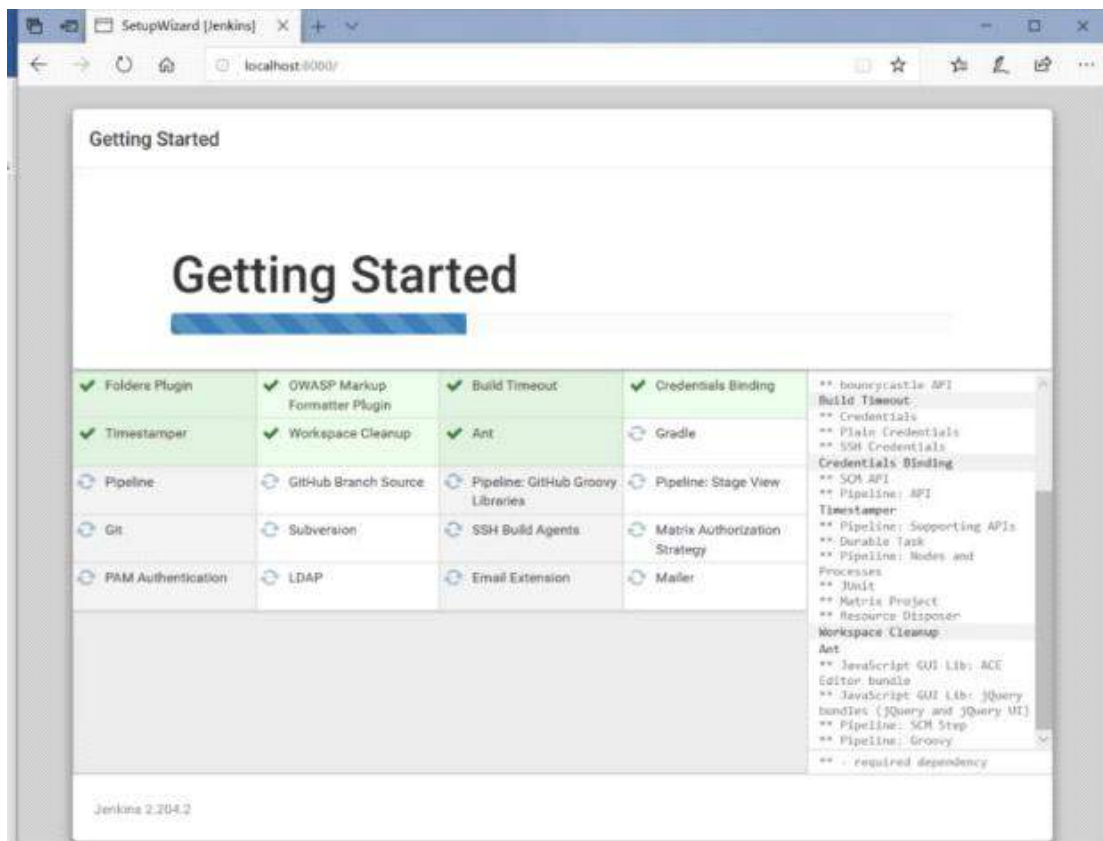 SetupWizard [Jenkins]
localhost:8080/
Getting Started
Getting Started
Folders Plugin
OWASP Markup
Formatter Plugin
Build Timeout
Credentials Binding
Timestamper
Workspace Cleanup
Ant
Gradle
Pipeline
GitHub Branch Source
Pipeline: GitHub Groovy
Libraries
Pipeline: Stage View
Git
Subversion
SSH Build Agents
Matrix Authorization
Strategy
PAM Authentication
LDAP
Email Extension
Mailer
** bouncycastle API
Build Timeout
** Credentials
** Plain Credentials
** SSH Credentials
Credentials Binding
** SCM API
** Pipeline: API
Timestamper
** Pipeline: Supporting APIs
** Durable Task
** Pipeline: Nodes and
Processes
** JUnit
** Matrix Project
** Resource Disposer
Workspace Cleanup
Ant
** JavaScript GUI Lib: ACE
Editor bundle
** JavaScript GUI Lib: jQuery
bundles (jQuery and jQuery UI)
** Pipeline: SCM Step
** Pipeline: Groovy
** - required dependency
Jenkins 2.204.2